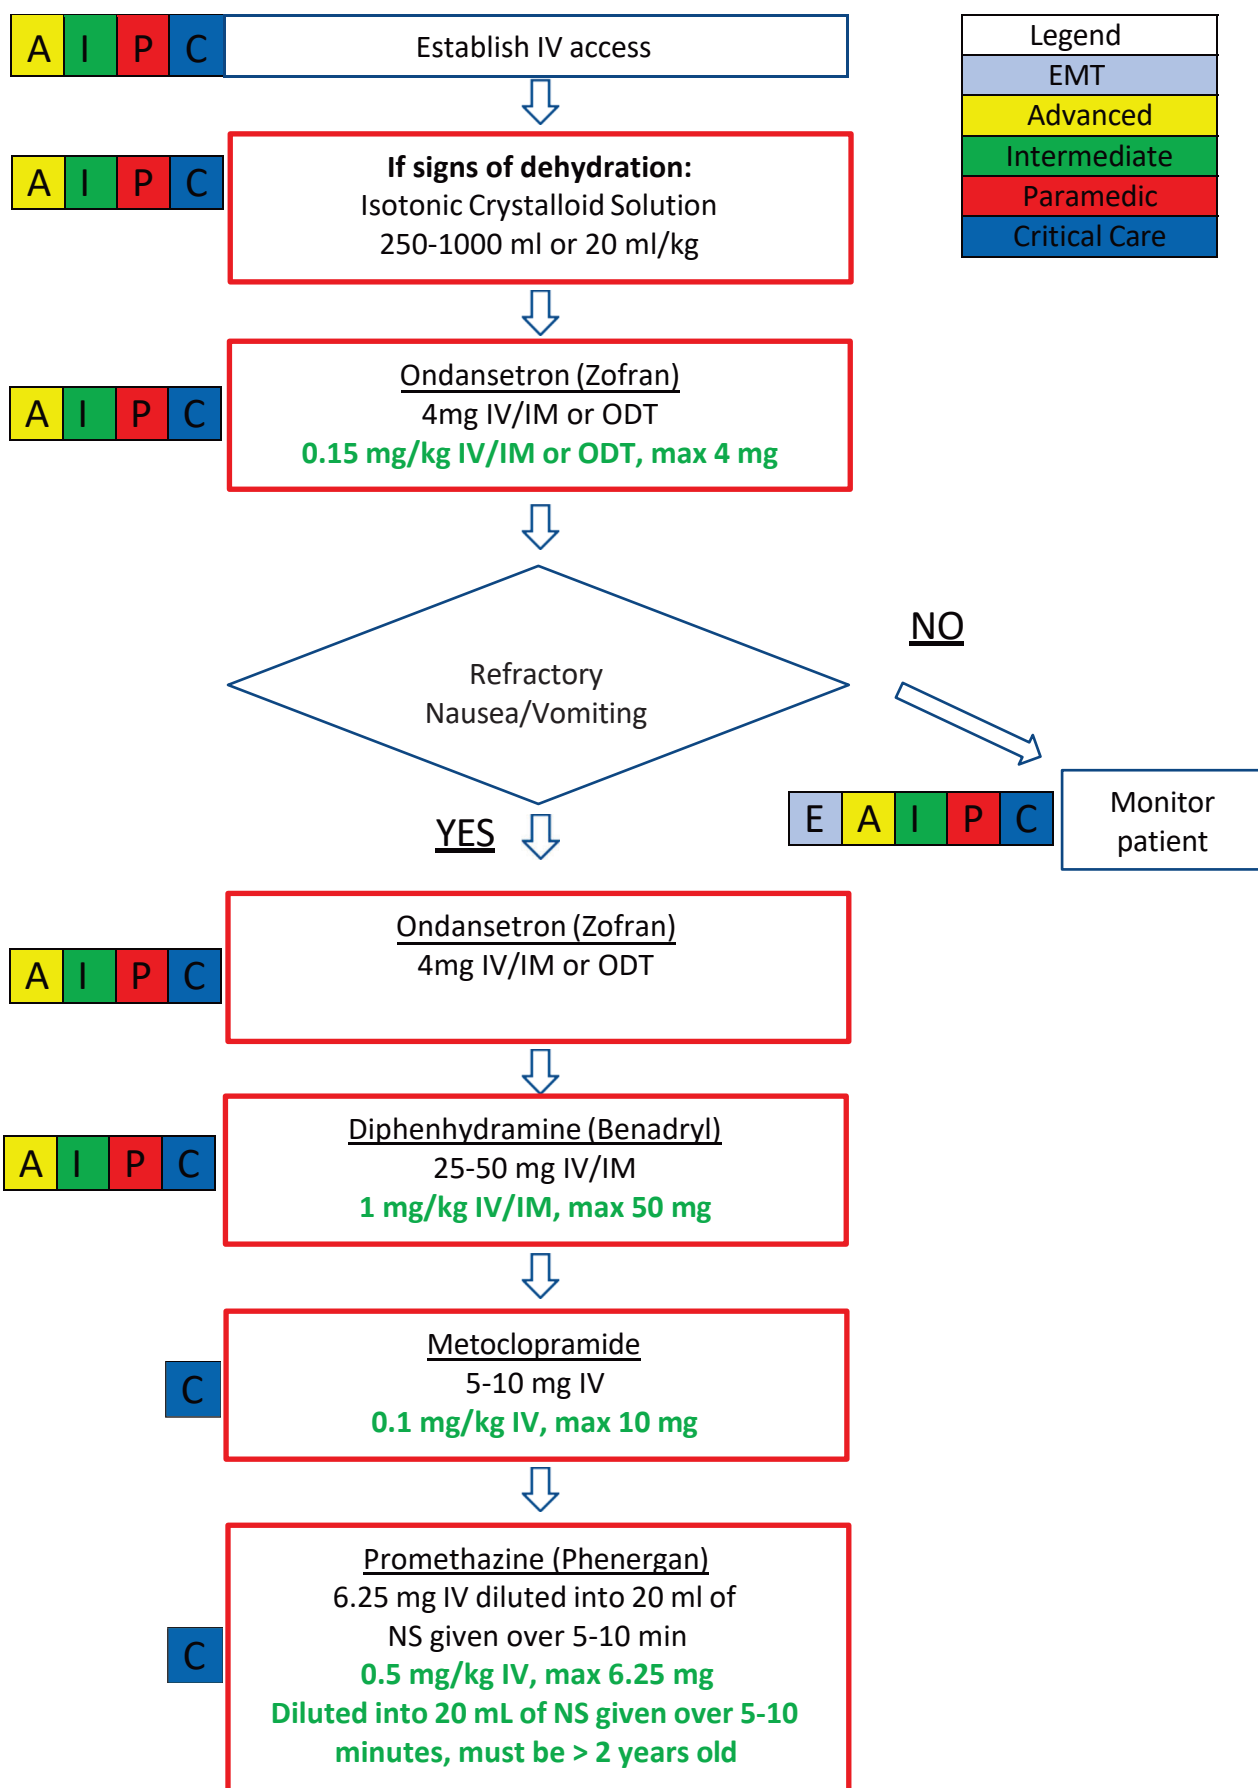 A I P C
Establish IV access
Legend
EMT
Advanced
Intermediate
Paramedic
Critical Care
A I P C
If signs of dehydration:
Isotonic Crystalloid Solution
250-1000 ml or 20 ml/kg
A I P C
Ondansetron (Zofran)
4mg IV/IM or ODT
0.15 mg/kg IV/IM or ODT, max 4 mg
Refractory
Nausea/Vomiting
NO
E A I P C
Monitor
patient
YES
A I P C
Ondansetron (Zofran)
4mg IV/IM or ODT
A I P C
Diphenhydramine (Benadryl)
25-50 mg IV/IM
1 mg/kg IV/IM, max 50 mg
C
Metoclopramide
5-10 mg IV
0.1 mg/kg IV, max 10 mg
C
Promethazine (Phenergan)
6.25 mg IV diluted into 20 ml of
NS given over 5-10 min
0.5 mg/kg IV, max 6.25 mg
Diluted into 20 mL of NS given over 5-10
minutes, must be > 2 years old